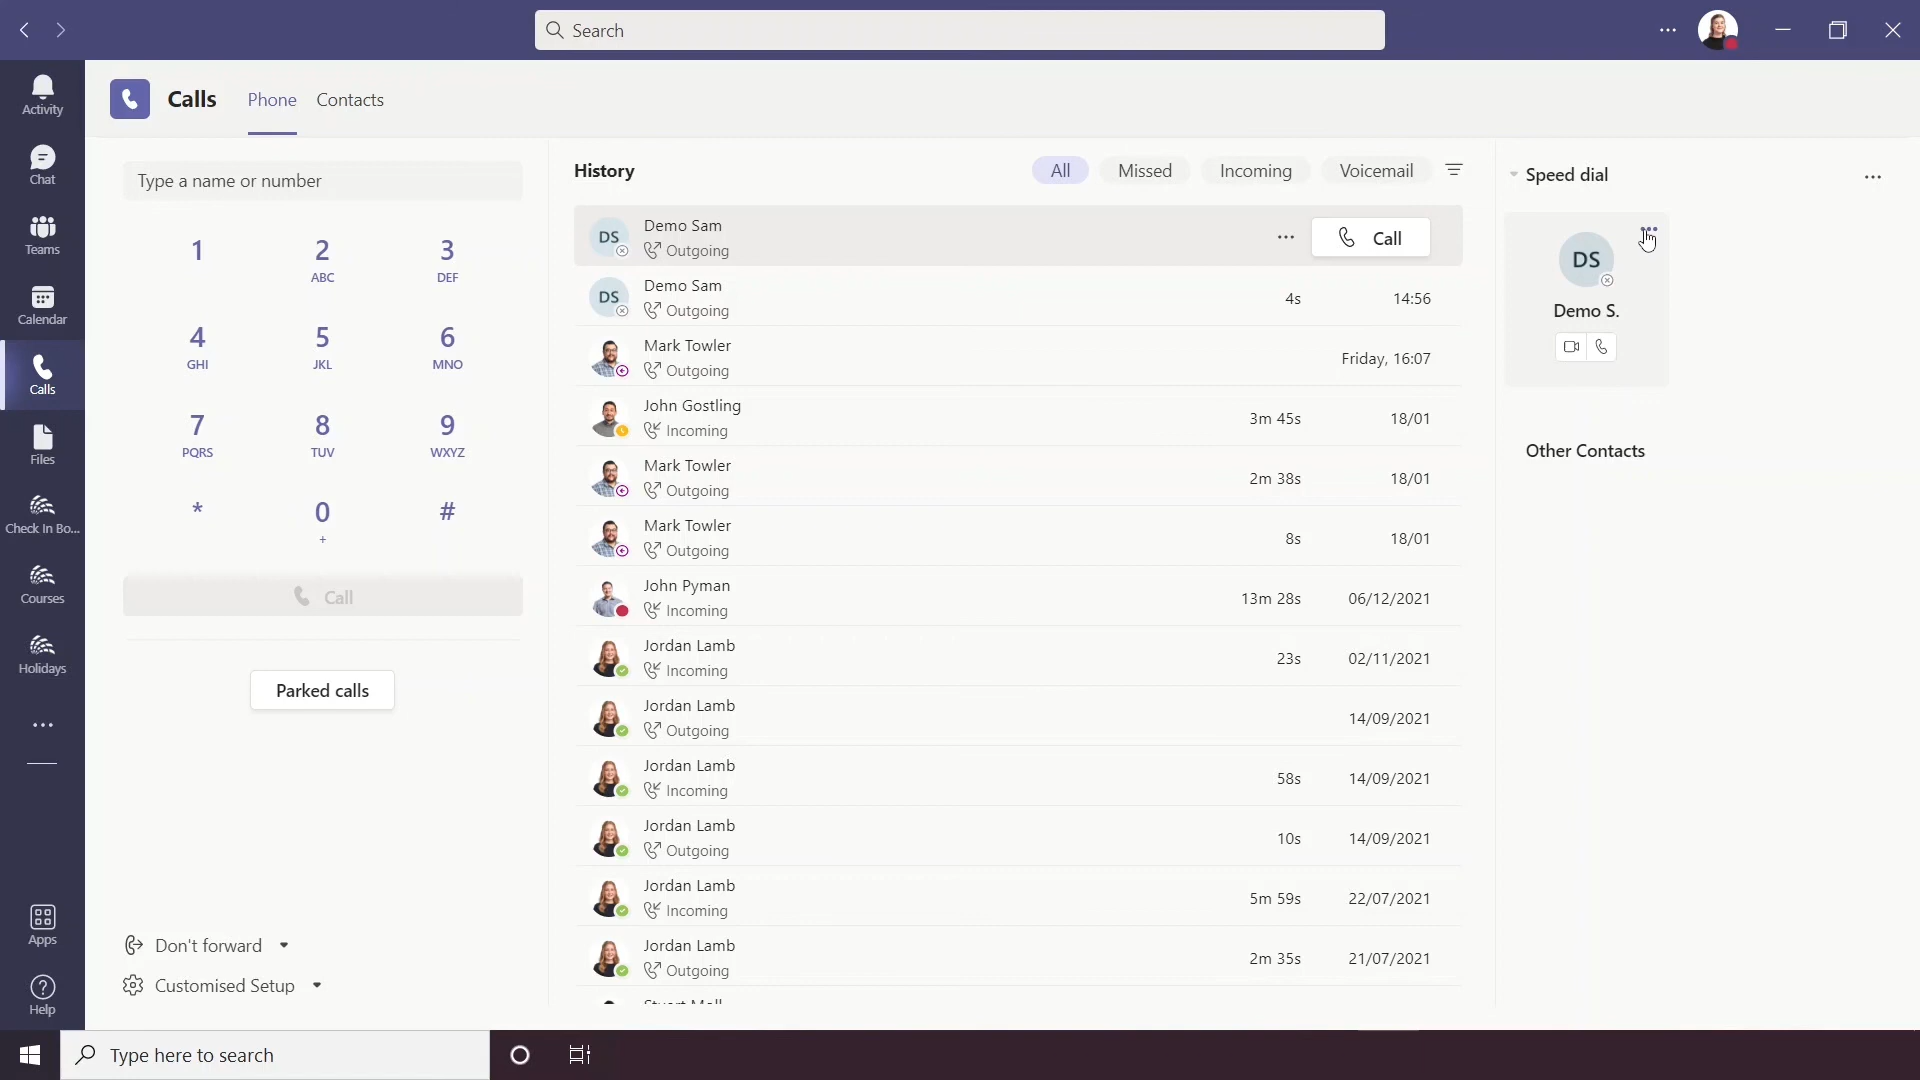 Search
Activity
Chat
Teams
Calendar
Calls
Files
Check In Bo...
Courses
Holidays
Apps
Help
Calls
Phone
Contacts
Type a name or number
1
2
ABC
3
DEF
4
GHI
5
JKL
6
MNO
7
PQRS
8
TUV
9
WXYZ
*
0
+
#
Call
Parked calls
Don't forward
Customised Setup
History
All
Missed
Incoming
Voicemail
DS
Demo Sam
Outgoing
Call
DS
Demo Sam
Outgoing
4s
14:56
Mark Towler
Outgoing
Friday, 16:07
John Gostling
Incoming
3m 45s
18/01
Mark Towler
Outgoing
2m 38s
18/01
Mark Towler
Outgoing
8s
18/01
John Pyman
Incoming
13m 28s
06/12/2021
Jordan Lamb
Incoming
23s
02/11/2021
Jordan Lamb
Outgoing
14/09/2021
Jordan Lamb
Incoming
58s
14/09/2021
Jordan Lamb
Outgoing
10s
14/09/2021
Jordan Lamb
Incoming
5m 59s
22/07/2021
Jordan Lamb
Outgoing
2m 35s
21/07/2021
Speed dial
DS
Demo S.
Other Contacts
Type here to search